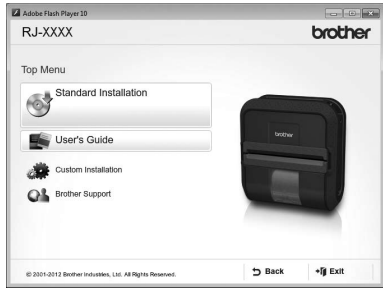 Adobe Flash Player 10
RJ-XXXX
brother
Top Menu
Standard Installation
User's Guide
brother
Custom Installation
Brother Support
© 2001-2012 Brother Industries, Ltd. All Rights Reserved.
Back
Exit